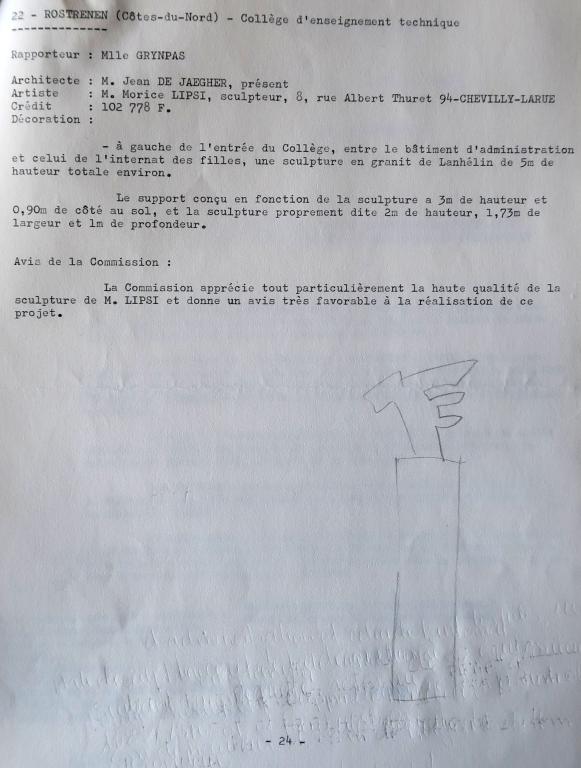 22 - ROSTRENEN (Côtes-du-Nord) - Collège d'enseignement technique
Rapporteur : Mlle GRYNPAS
Architecte : M. Jean DE JAEGHER, présent
Artiste : M. Morice LIPSI, sculpteur, 8, rue Albert Thuret 94-CHEVILLY-LARUE
Crédit : 102 778 F.
Décoration :
- à gauche de l'entrée du Collège, entre le bâtiment d'administration
et celui de l'internat des filles, une sculpture en granit de Lanhélin de 5m de
hauteur totale environ.
Le support conçu en fonction de la sculpture a 3m de hauteur et
0,90m de côté au sol, et la sculpture proprement dite 2m de hauteur, 1,73m de
largeur et 1m de profondeur.
Avis de la Commission :
La Commission apprécie tout particulièrement la haute qualité de la
sculpture de M. LIPSI et donne un avis très favorable à la réalisation de ce
projet.
- 24 -